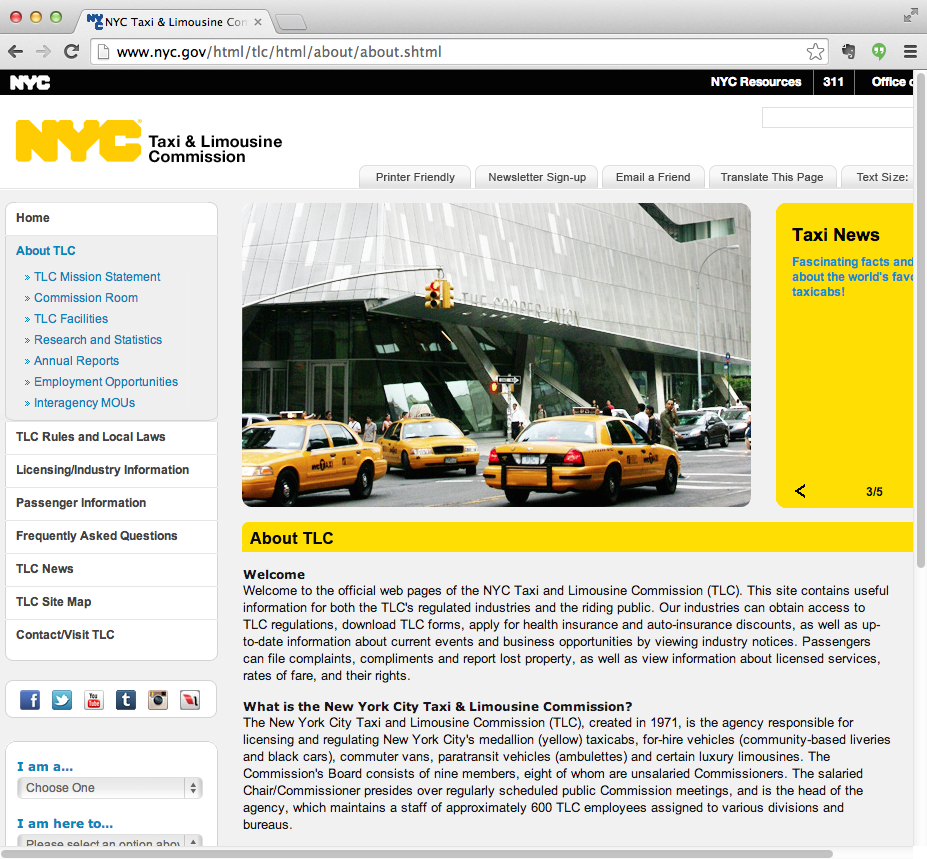 NYC Taxi & Limousine Con
www.nyc.gov/html/tlc/html/about/about.shtml
NYC
NYC Resources
311
Office
NYC
Taxi & Limousine
Commission
Printer Friendly
Newsletter Sign-up
Email a Friend
Translate This Page
Text Size:
Home
About TLC
» TLC Mission Statement
» Commission Room
» TLC Facilities
» Research and Statistics
» Annual Reports
» Employment Opportunities
» Interagency MOUs
TLC Rules and Local Laws
Licensing/Industry Information
Passenger Information
Frequently Asked Questions
TLC News
TLC Site Map
Contact/Visit TLC
I am a...
Choose One
I am here to...
Please select an option abov
THE COOPER UNION
Taxi News
Fascinating facts and
about the world's favo
taxicabs!
<
3/5
About TLC
Welcome
Welcome to the official web pages of the NYC Taxi and Limousine Commission (TLC). This site contains useful
information for both the TLC's regulated industries and the riding public. Our industries can obtain access to
TLC regulations, download TLC forms, apply for health insurance and auto-insurance discounts, as well as up-
to-date information about current events and business opportunities by viewing industry notices. Passengers
can file complaints, compliments and report lost property, as well as view information about licensed services,
rates of fare, and their rights.
What is the New York City Taxi & Limousine Commission?
The New York City Taxi and Limousine Commission (TLC), created in 1971, is the agency responsible for
licensing and regulating New York City's medallion (yellow) taxicabs, for-hire vehicles (community-based liveries
and black cars), commuter vans, paratransit vehicles (ambulettes) and certain luxury limousines. The
Commission's Board consists of nine members, eight of whom are unsalaried Commissioners. The salaried
Chair/Commissioner presides over regularly scheduled public Commission meetings, and is the head of the
agency, which maintains a staff of approximately 600 TLC employees assigned to various divisions and
bureaus.